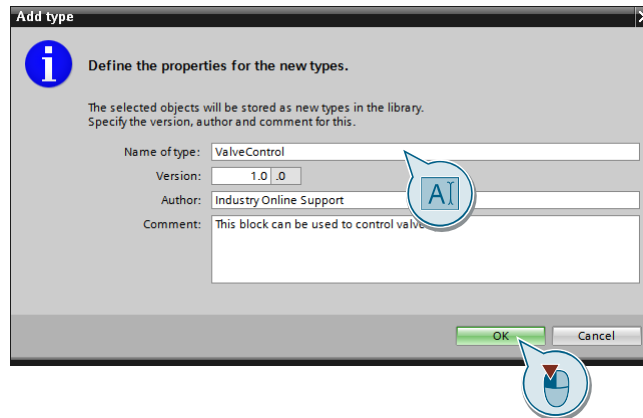 Add type
Define the properties for the new types.
The selected objects will be stored as new types in the library.
Specify the version, author and comment for this.
Name of type: ValveControl
Version: 1.0 .0
Author: Industry Online Support
Comment: This block can be used to control valve
A
OK Cancel